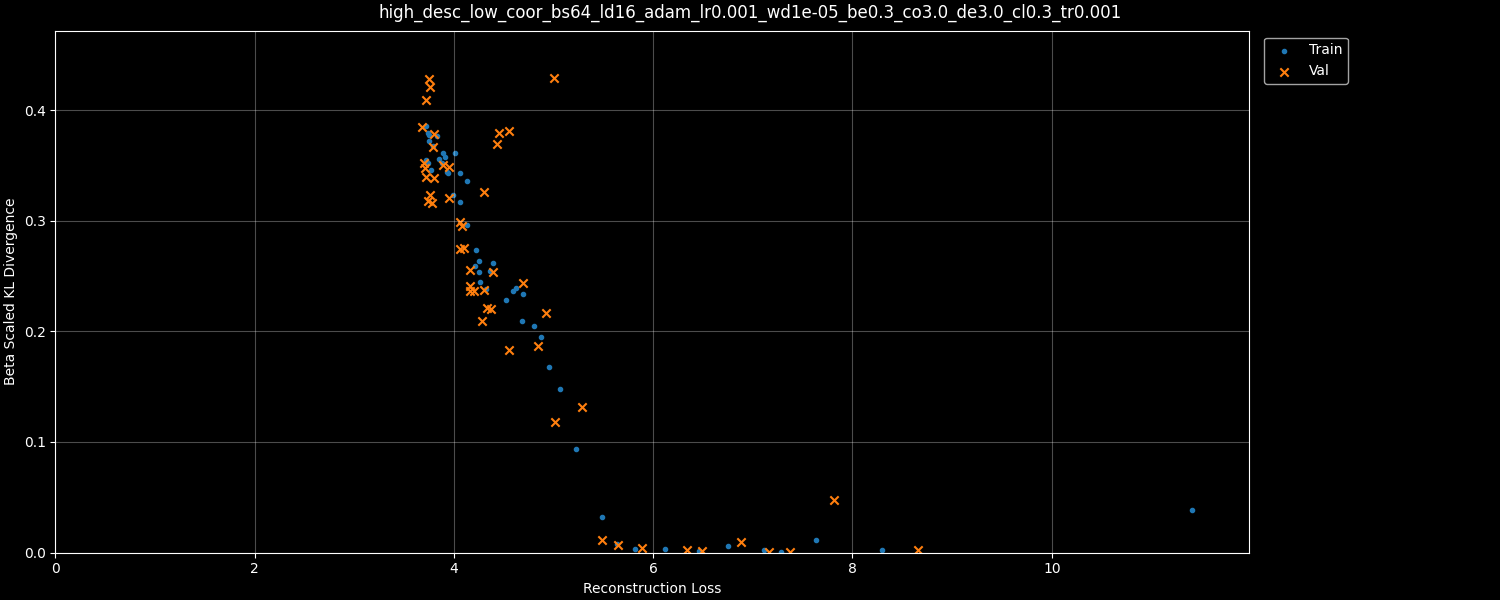 high_desc_low_coor_bs64_ld16_adam_lr0.001_wd1e-05_be0.3_co3.0_de3.0_cl0.3_tr0.001
Train
Val
Beta Scaled KL Divergence
0.4
0.3
0.2
0.1
0.0
0 2 4 6 8 10
Reconstruction Loss